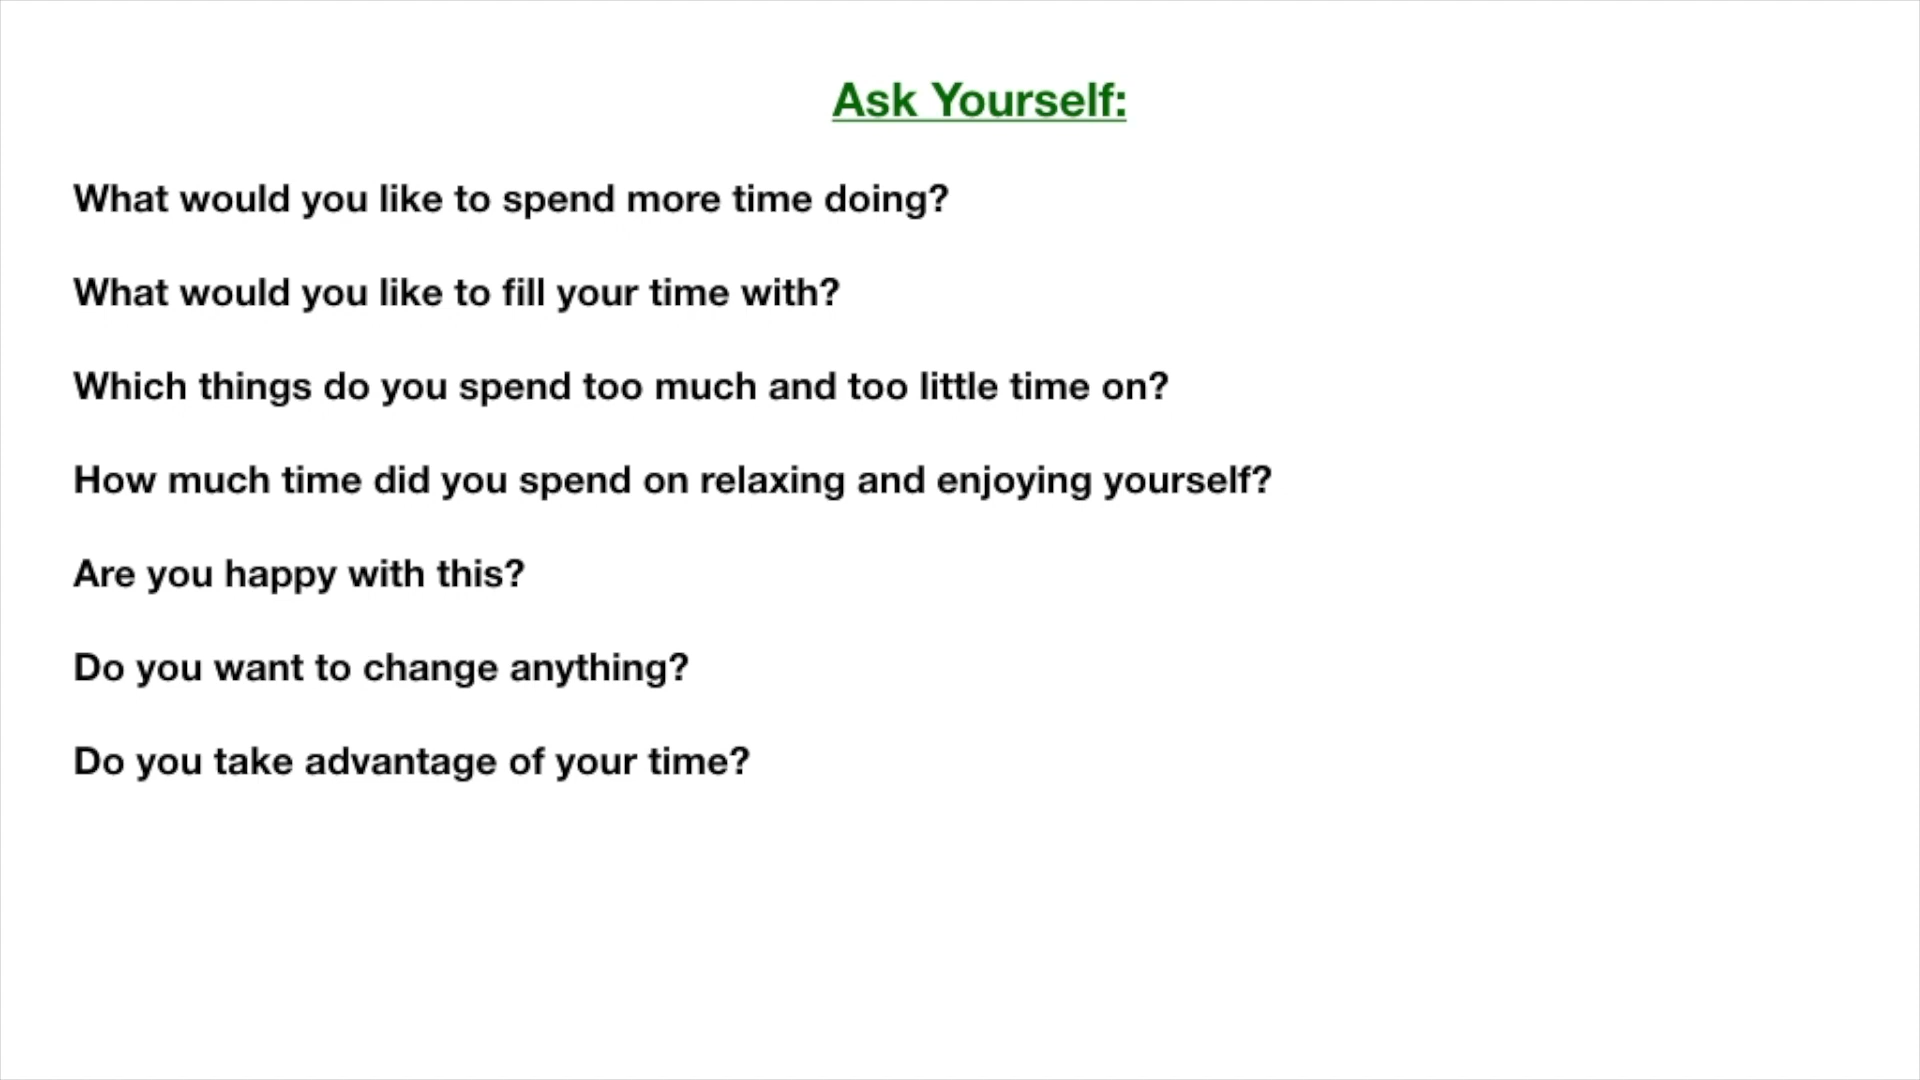 Ask Yourself:
What would you like to spend more time doing?
What would you like to fill your time with?
Which things do you spend too much and too little time on?
How much time did you spend on relaxing and enjoying yourself?
Are you happy with this?
Do you want to change anything?
Do you take advantage of your time?